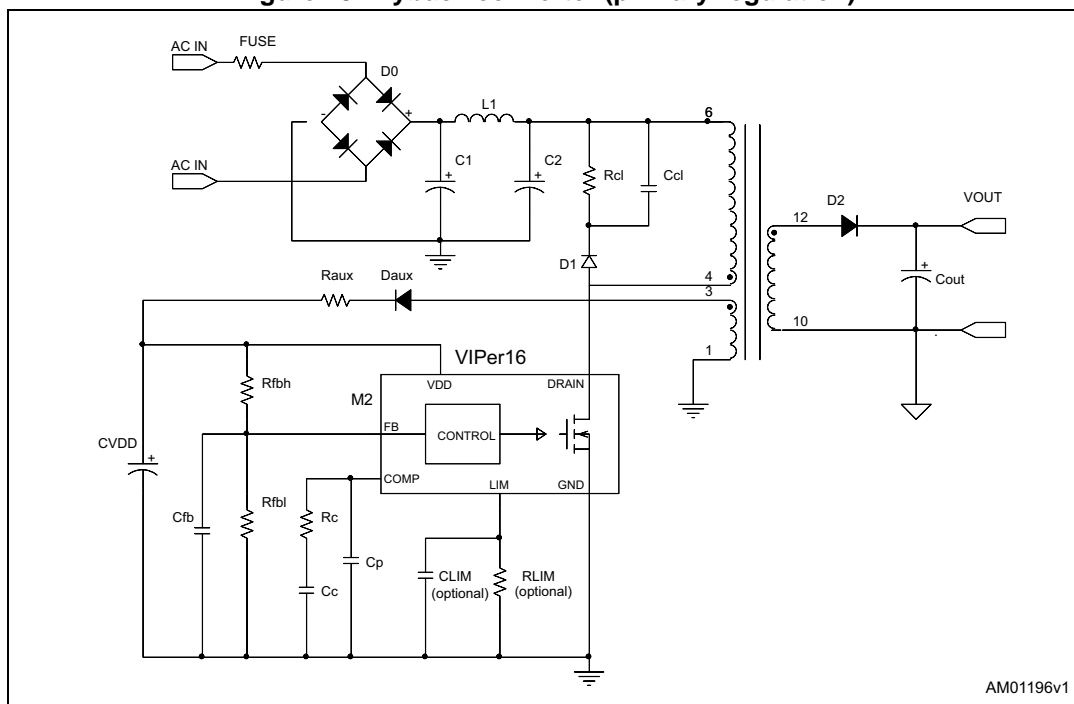 AC IN
FUSE
D0
-
+
L1
6
AC IN
C1
+
C2
+
Rcl
Ccl
D2
VOUT
12
D1
4
+
Cout
Raux
Daux
3
10
1
VIPer16
Rfbh
M2
VDD
DRAIN
CVDD
+
FB
CONTROL
COMP
LIM
GND
Cfb
Rfbl
Rc
Cp
CLIM
(optional)
RLIM
(optional)
Cc
AM01196v1